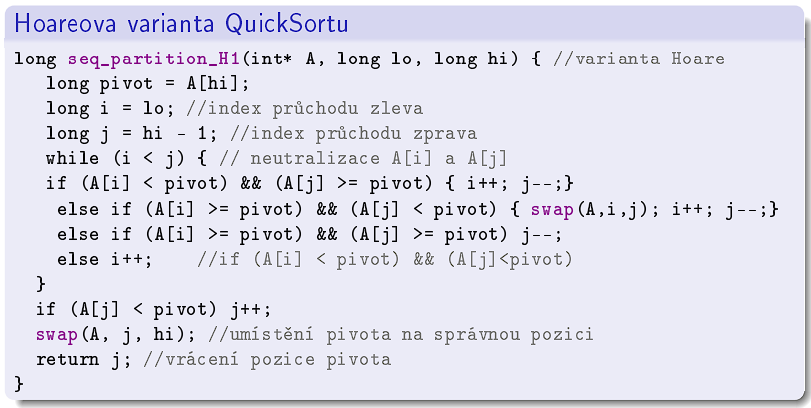 Hoareova varianta QuickSortu
long seq_partition_H1(int* A, long lo, long hi) { //varianta Hoare
long pivot = A[hi];
long i = lo; //index průchodu zleva
long j = hi - 1; //index průchodu zprava
while (i < j) { // neutralizace A[i] a A[j]
if (A[i] < pivot) && (A[j] >= pivot) { i++; j--;}
else if (A[i] >= pivot) && (A[j] < pivot) { swap(A,i,j); i++; j--;}
else if (A[i] >= pivot) && (A[j] >= pivot) j--;
else i++; //if (A[i] < pivot) && (A[j]<pivot)
}
if (A[j] < pivot) j++;
swap(A, j, hi); //umístění pivota na správnou pozici
return j; //vrácení pozice pivota
}